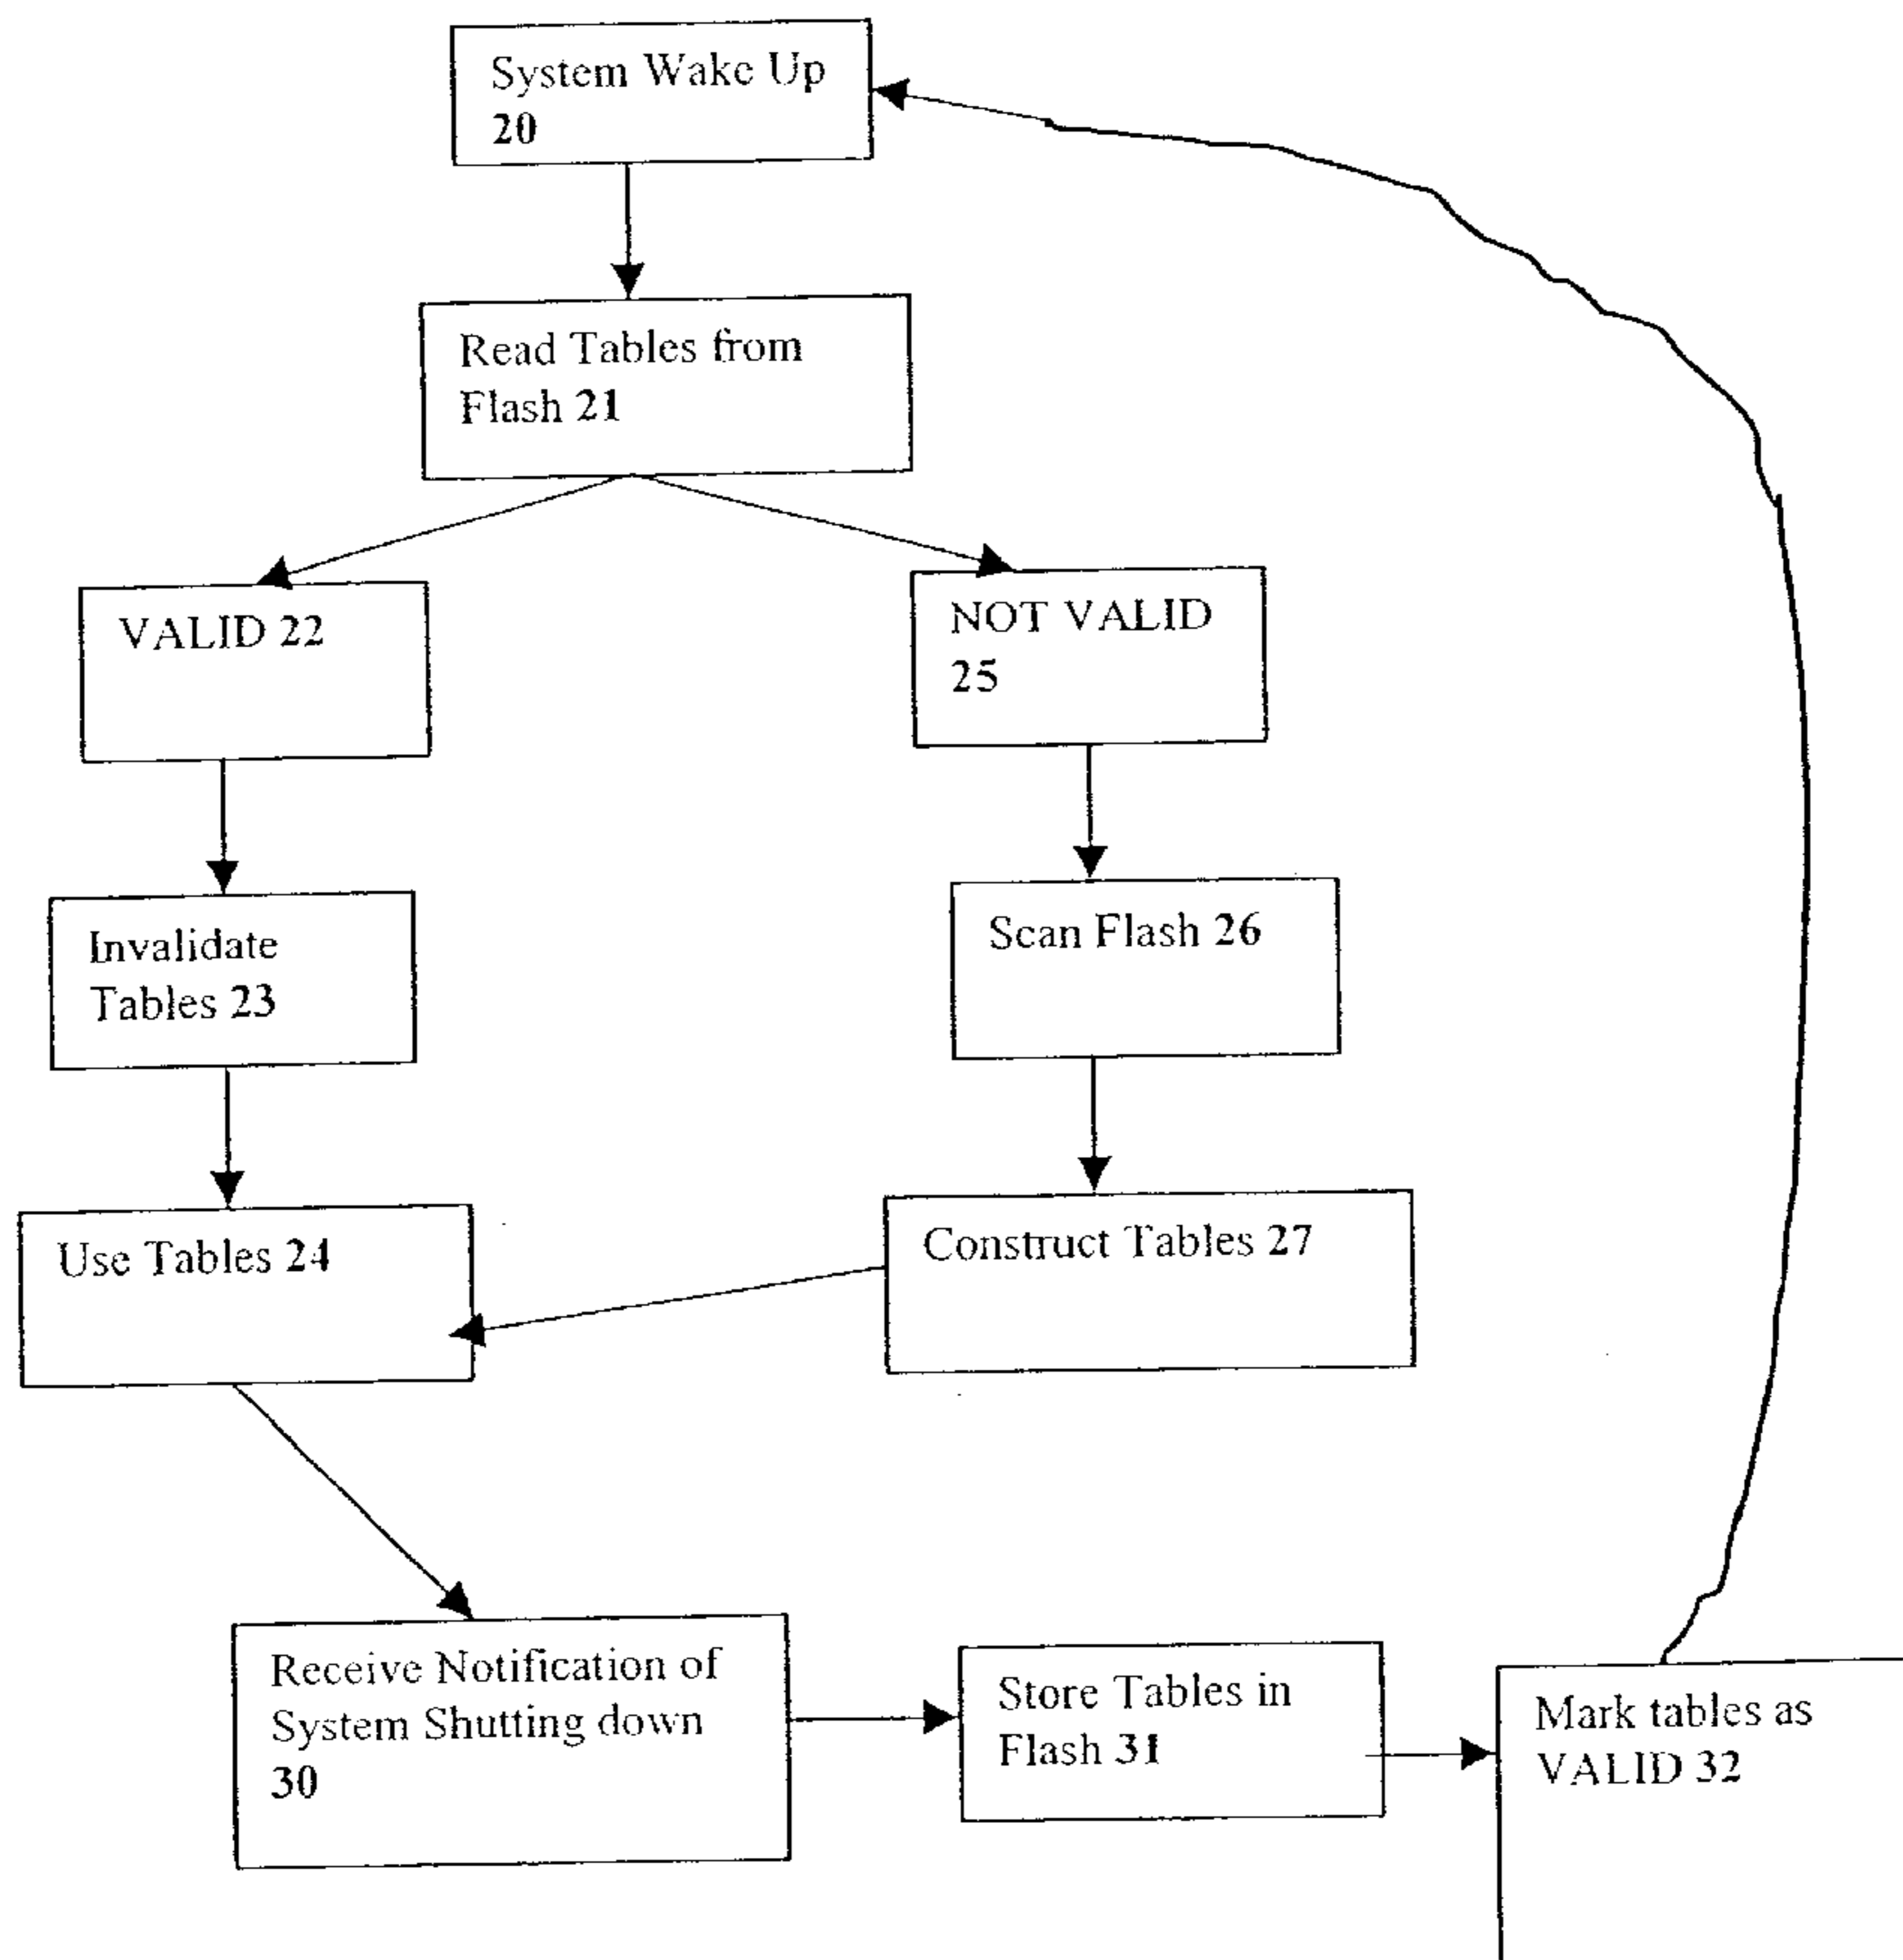 System Wake Up
20
Read Tables from
Flash 21
VALID 22
NOT VALID
25
Invalidate
Tables 23
Scan Flash 26
Use Tables 24
Construct Tables 27
Receive Notification of
System Shutting down
30
Store Tables in
Flash 31
Mark tables as
VALID 32